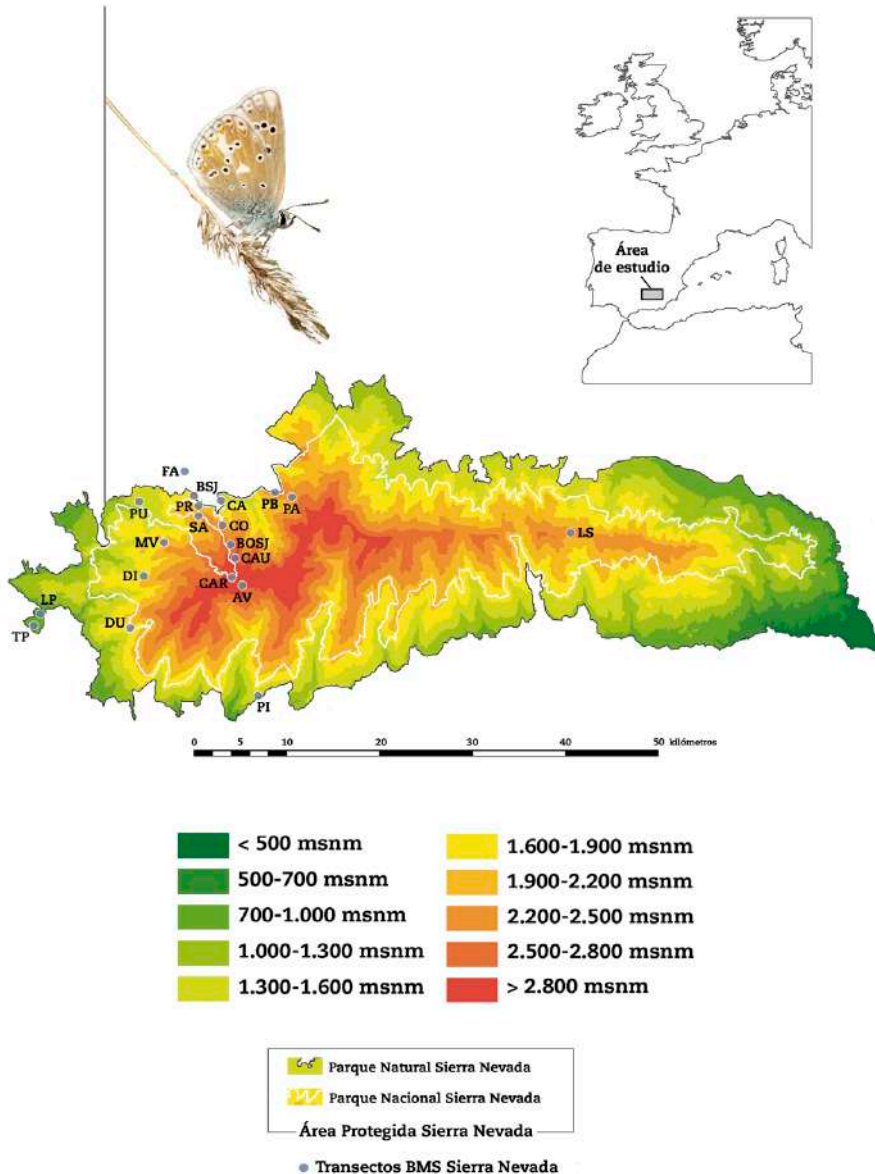 Área
de estudio
FA
BSJ
PU
PR
CA
PB
PA
SA
CO
LS
MV
BOSJ
CAU
DI
CAR
AV
LP
TP
DU
PI
0 10 20 30 40 50 kilómetros
< 500 msnm
500-700 msnm
700-1.000 msnm
1.000-1.300 msnm
1.300-1.600 msnm
1.600-1.900 msnm
1.900-2.200 msnm
2.200-2.500 msnm
2.500-2.800 msnm
> 2.800 msnm
Parque Natural Sierra Nevada
Parque Nacional Sierra Nevada
Área Protegida Sierra Nevada
Transectos BMS Sierra Nevada